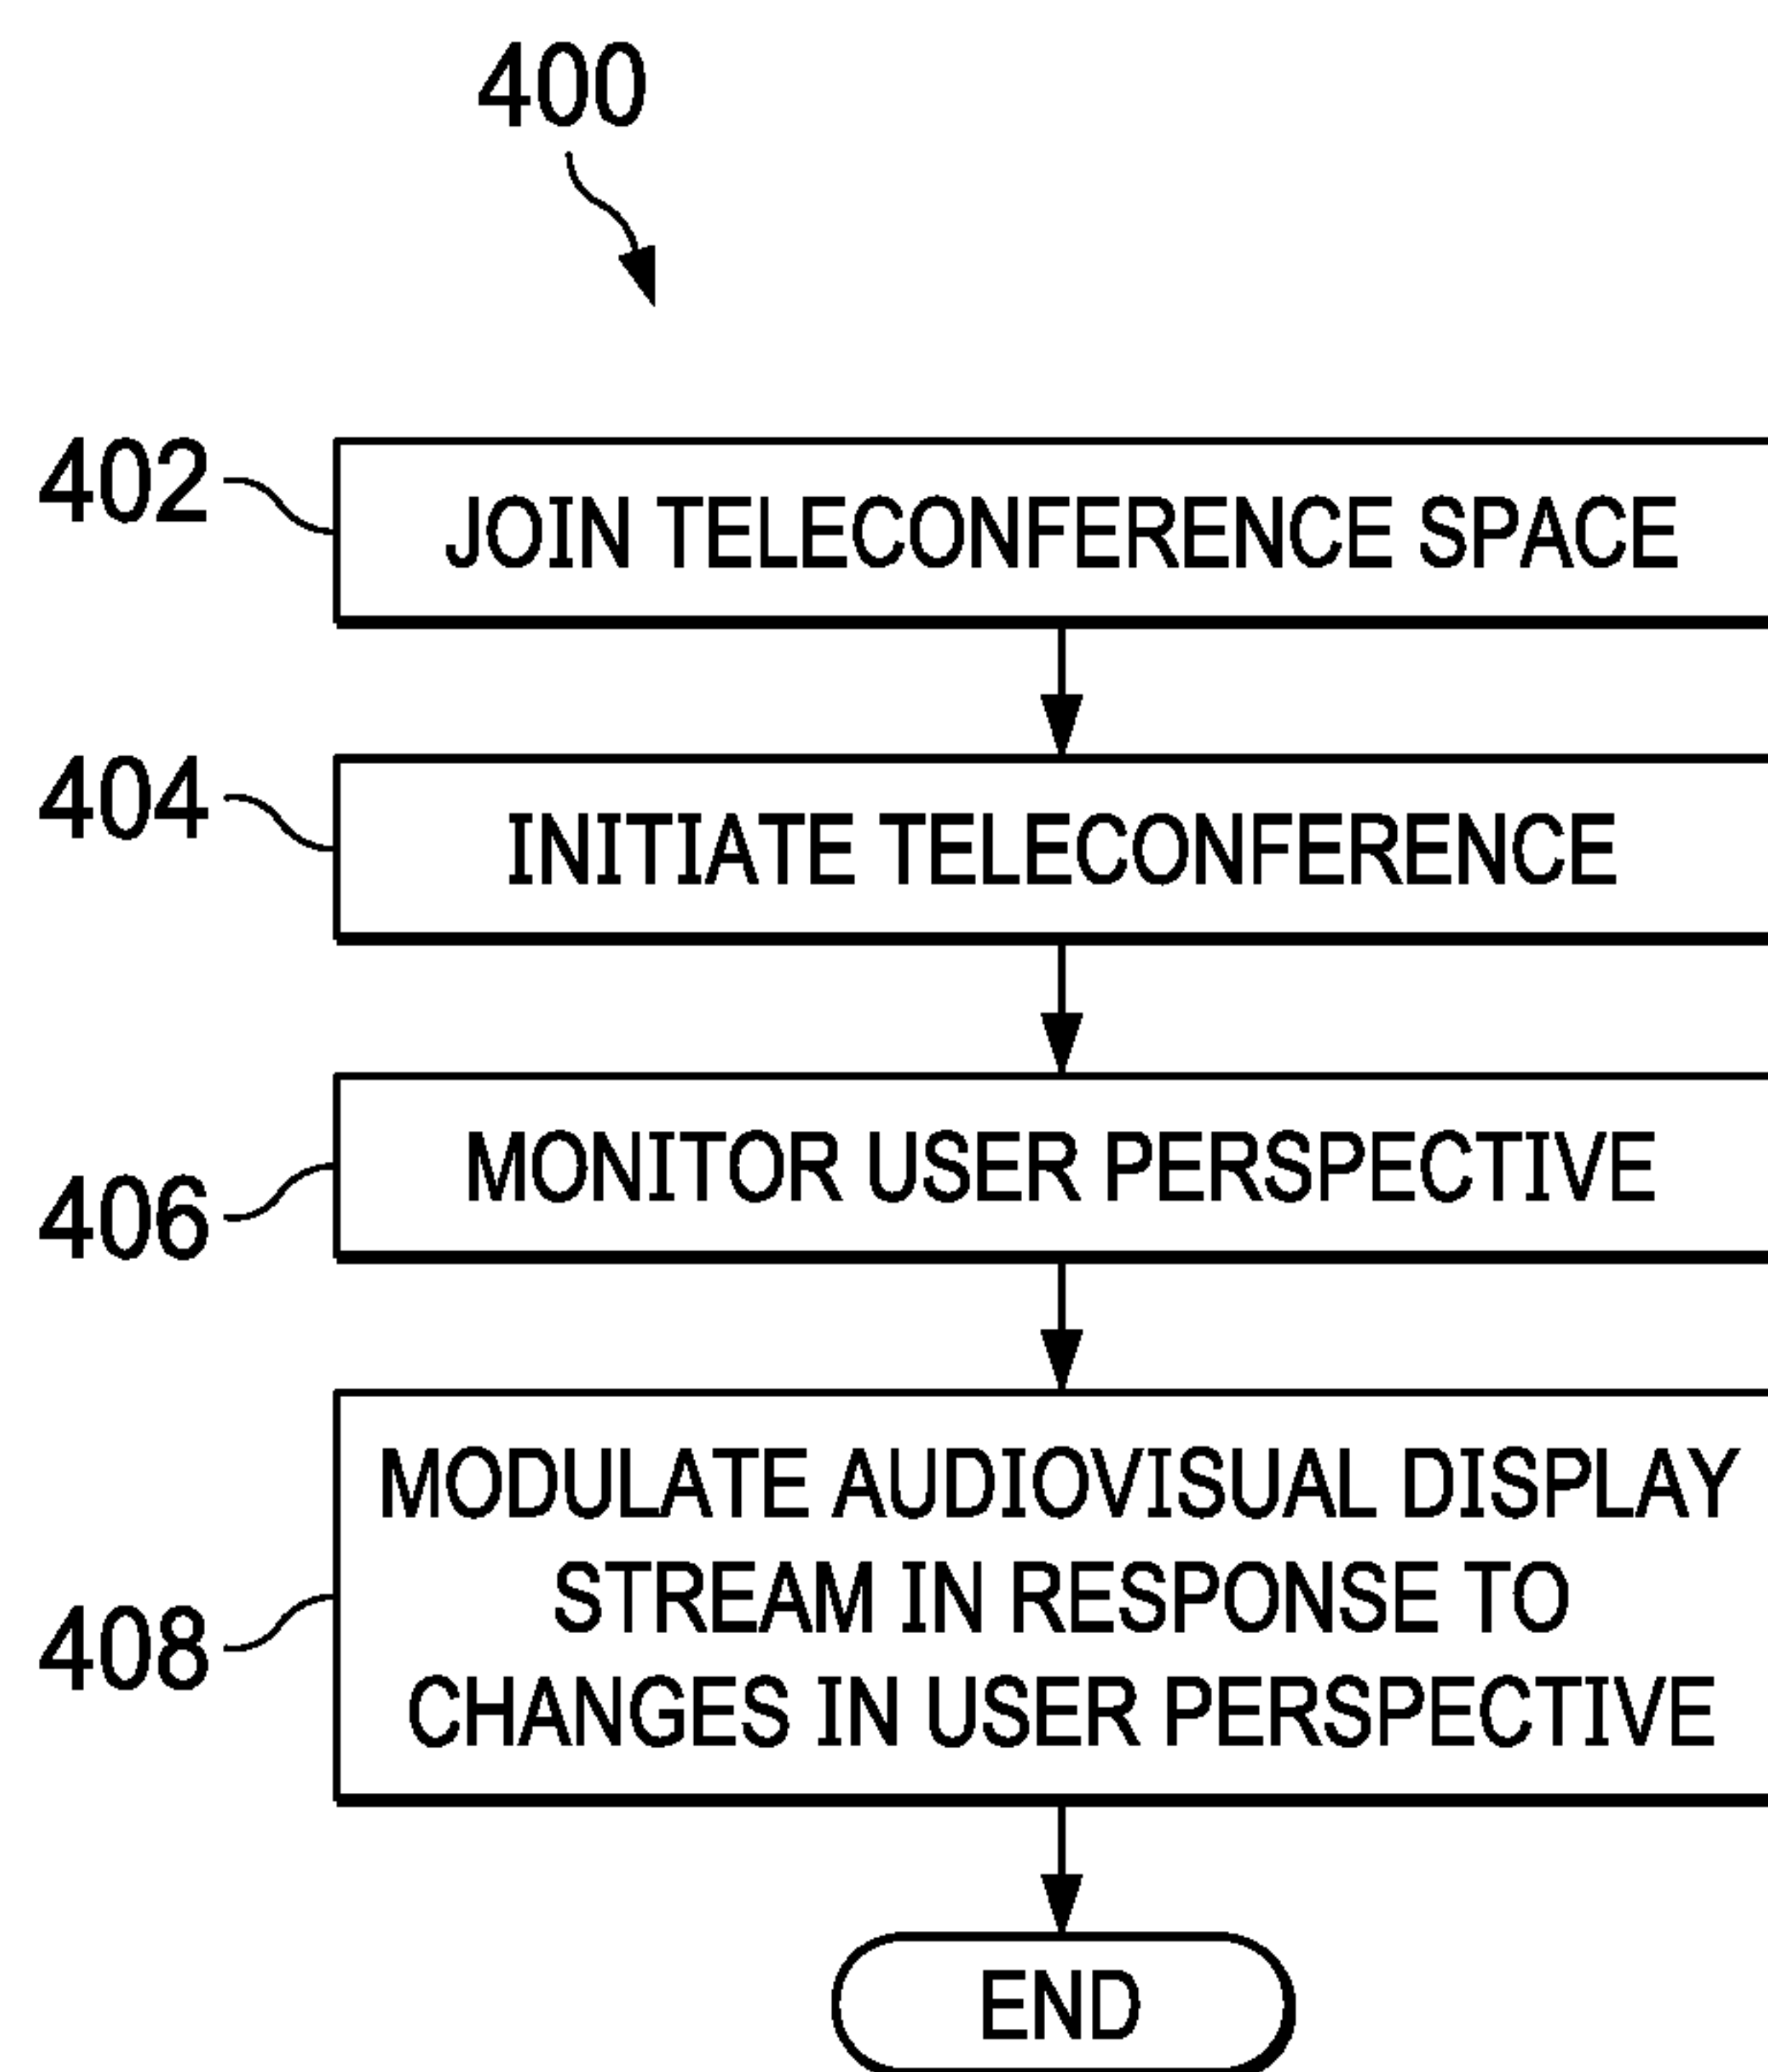 400
402
JOIN TELECONFERENCE SPACE
404
INITIATE TELECONFERENCE
406
MONITOR USER PERSPECTIVE
408
MODULATE AUDIOVISUAL DISPLAY
STREAM IN RESPONSE TO
CHANGES IN USER PERSPECTIVE
END